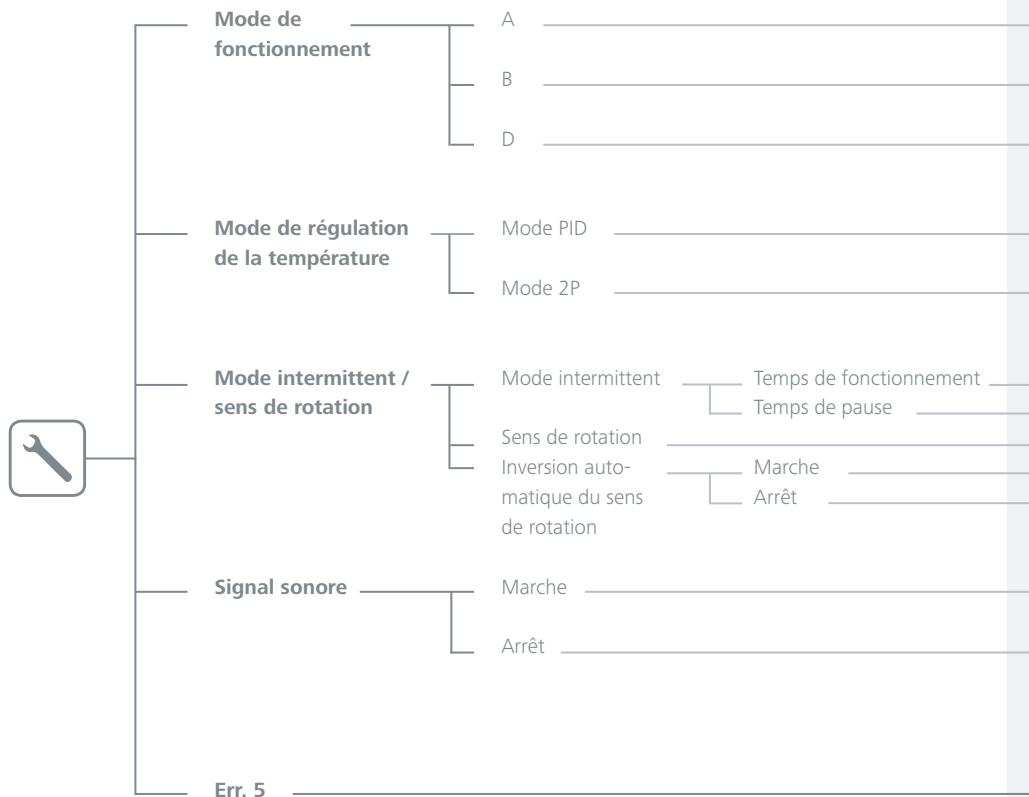 Mode de
fonctionnement
A
B
D
Mode de régulation
de la température
Mode PID
Mode 2P
Mode intermittent /
sens de rotation
Mode intermittent
Temps de fonctionnement
Temps de pause
Sens de rotation
Inversion auto-
matique du sens
de rotation
Marche
Arrêt
Signal sonore
Marche
Arrêt
Err. 5